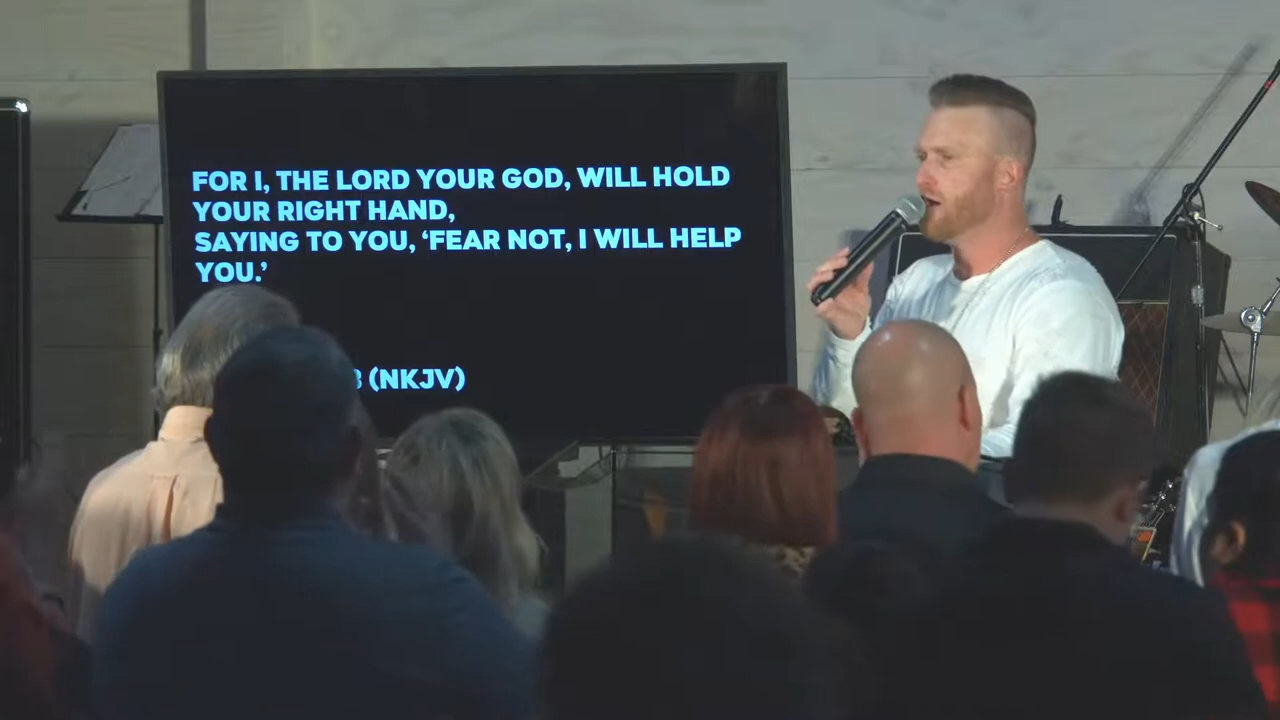 FOR I, THE LORD YOUR GOD, WILL HOLD
YOUR RIGHT HAND,
SAYING TO YOU, ‘FEAR NOT, I WILL HELP
YOU.’
(NKJV)